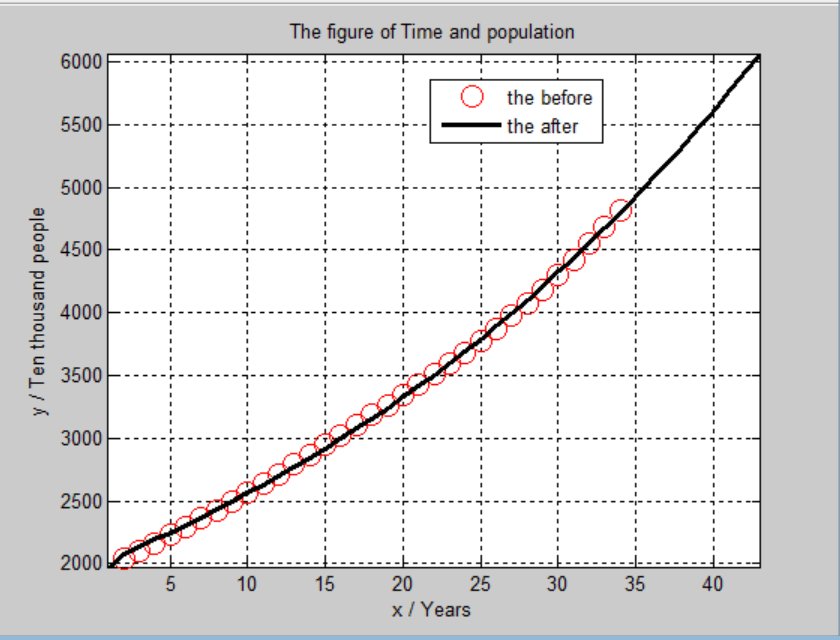 The figure of Time and population
6000
5500
5000
4500
4000
3500
3000
2500
2000
y / Ten thousand people
the before
the after
5 10 15 20 25 30 35 40
x / Years